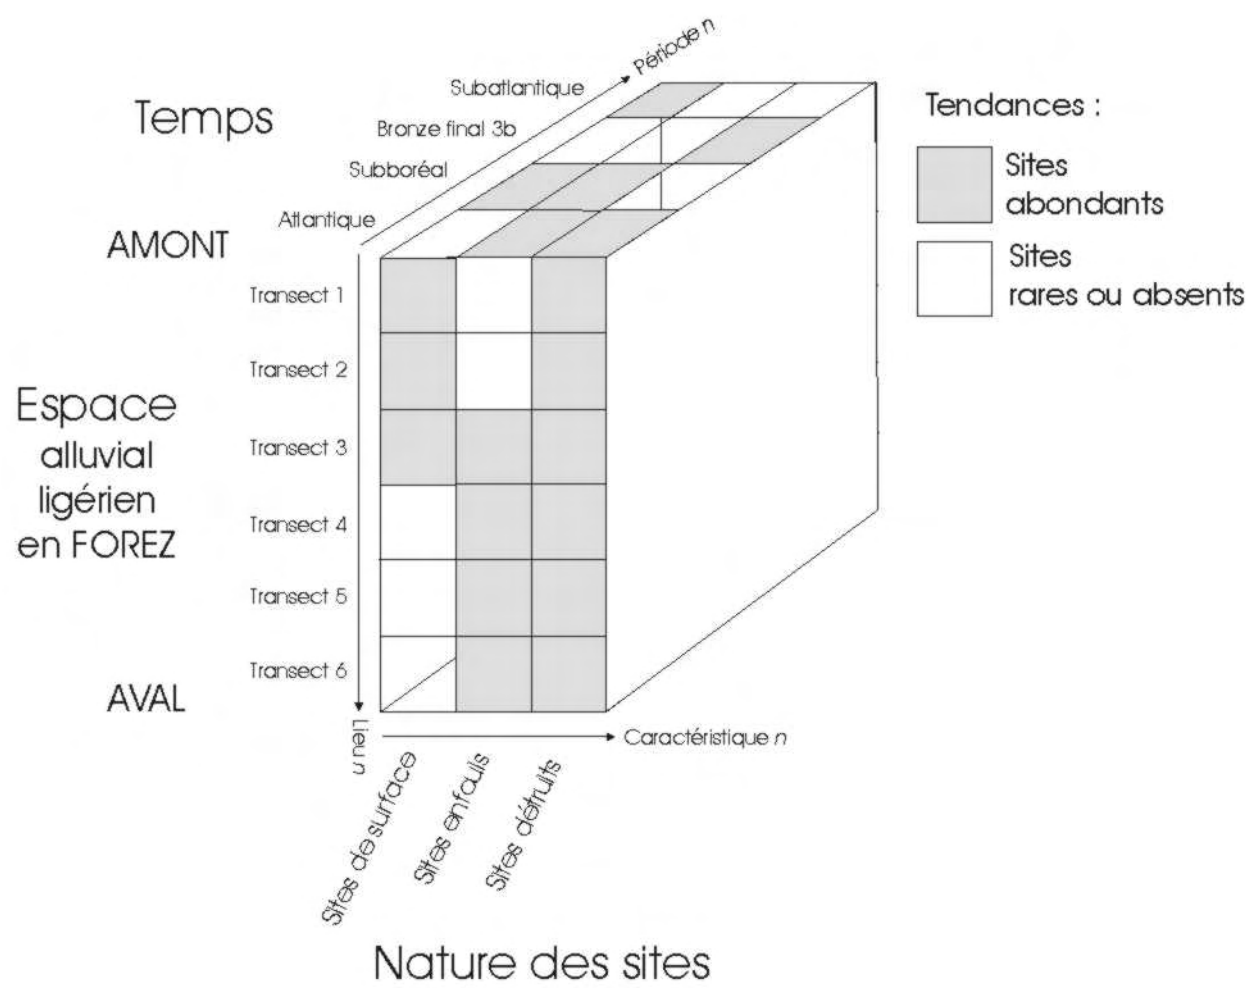 Temps
Période n
Subatlantique
Bronze final 3b
Subboréal
Atlantique
Tendances :
Sites
abondants
Sites
rares ou absents
AMONT
Transect 1
Transect 2
Transect 3
Transect 4
Transect 5
Transect 6
Espace
alluvial
ligérien
en FOREZ
AVAL
Lieu n
Caractéristique n
Sites de surface
Sites enfouis
Sites détruits
Nature des sites